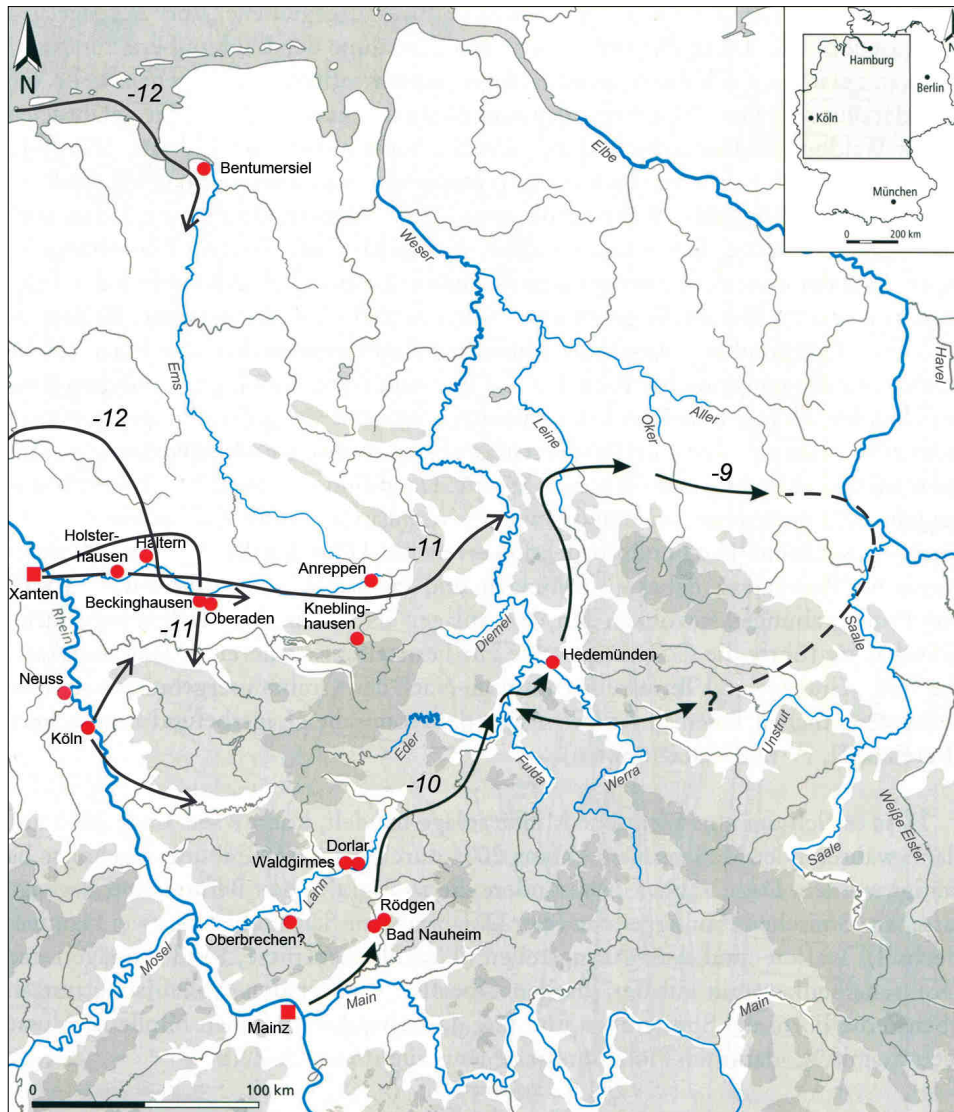 N
-12
Bentumersiel
Elbe
Weser
Ems
Hamburg
Berlin
Köln
München
0 200 km
N
Havel
Aller
Oker
Leine
-12
-9
Holster-
hausen
Haltern
Xanten
Rhein
Beckinghausen
Oberaden
-11
Anreppen
Knebling-
hausen
-11
Diemel
Hedemünden
Saale
Neuss
Köln
Eder
?
Unstrut
Fulda
Werra
-10
Weiße Elster
Saale
Dorlar
Waldgirmes
Lahn
Rödgen
Bad Nauheim
Oberbrechen?
Mosel
Mainz
Main
Main
0 100 km